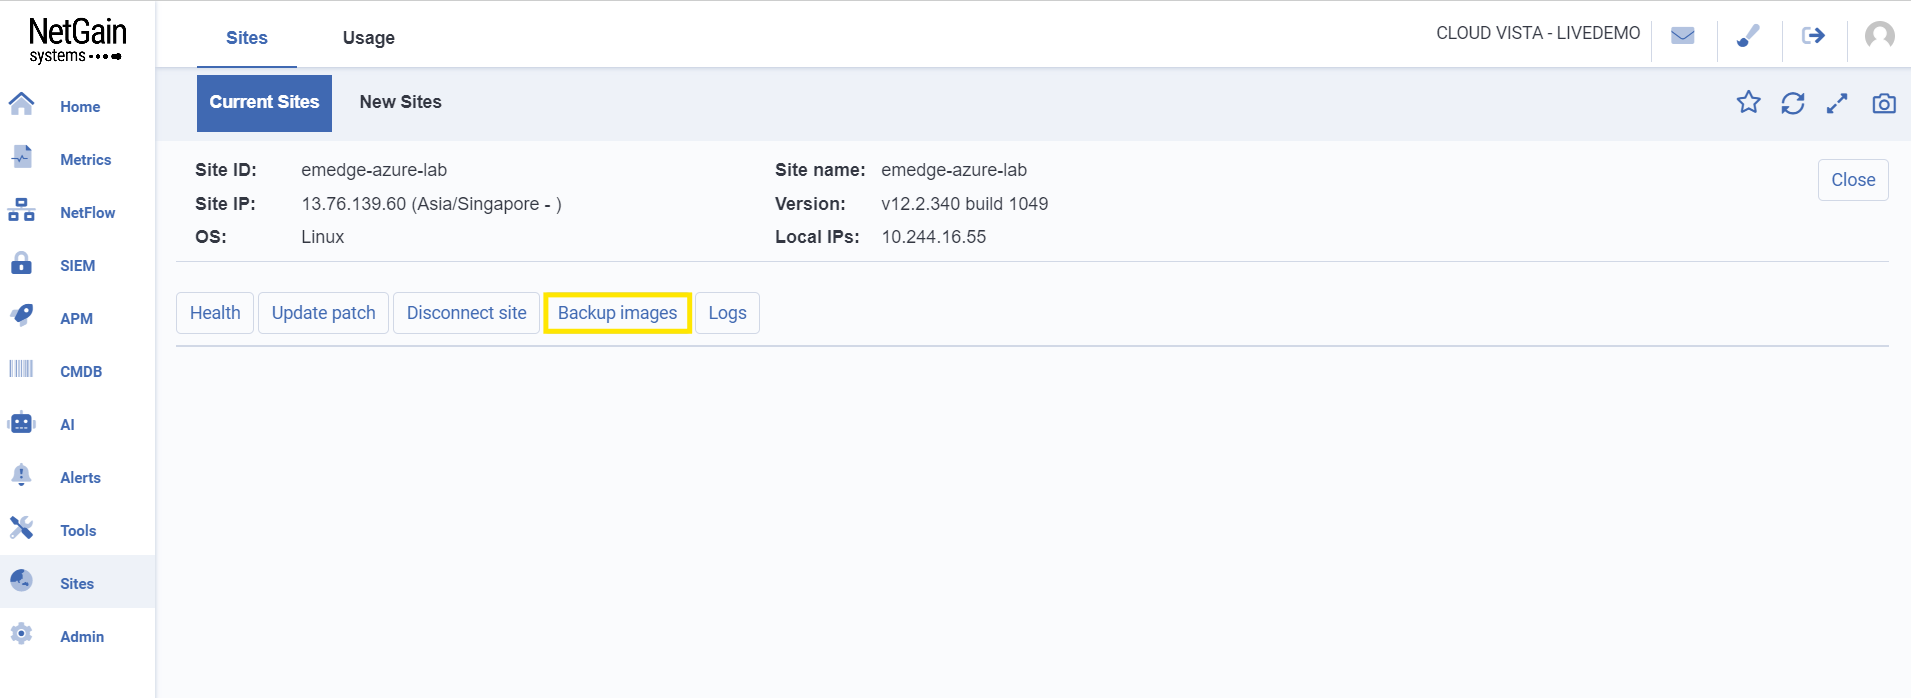 NetGain
systems
Sites
Usage
CLOUD VISTA - LIVEDEMO
Home
Metrics
NetFlow
SIEM
APM
CMDB
AI
Alerts
Tools
Sites
Admin
Current Sites
New Sites
Site ID: emedge-azure-lab
Site name: emedge-azure-lab
Close
Site IP: 13.76.139.60 (Asia/Singapore - )
Version: v12.2.340 build 1049
OS: Linux
Local IPs: 10.244.16.55
Health
Update patch
Disconnect site
Backup images
Logs